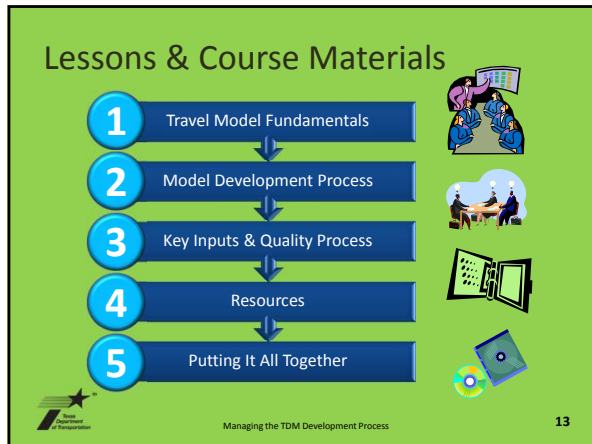 Lessons & Course Materials
1 Travel Model Fundamentals
2 Model Development Process
3 Key Inputs & Quality Process
4 Resources
5 Putting It All Together
Texas
Department
of Transportation
Managing the TDM Development Process
13